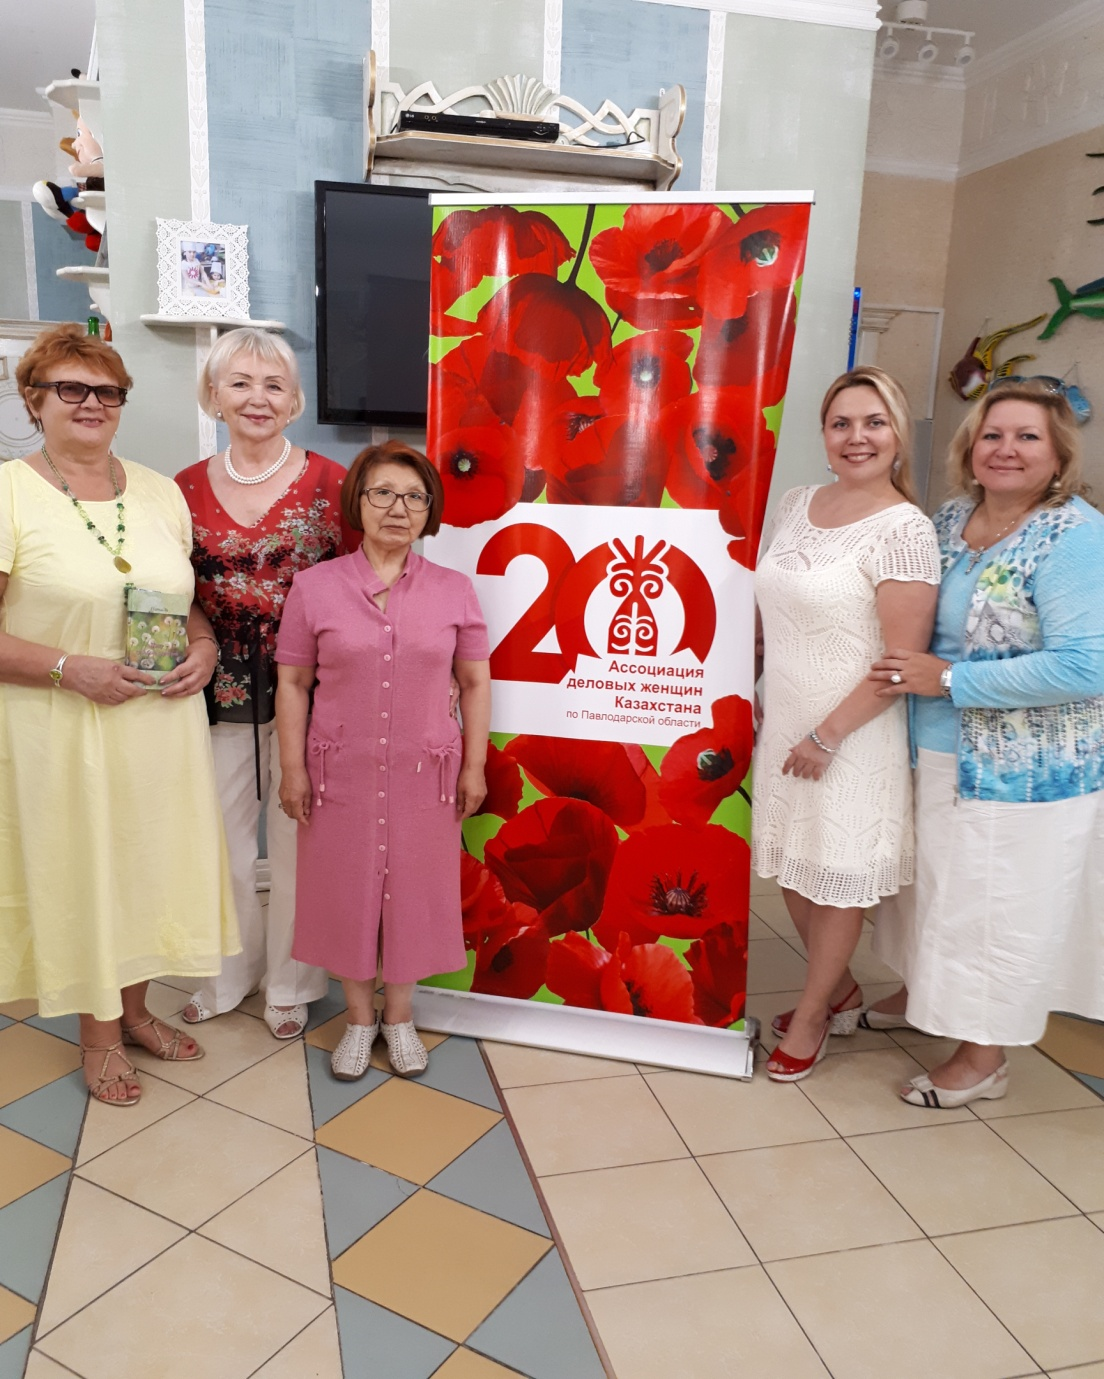 20
Ассоциация
деловых женщин
Казахстана
по Павлодарской области